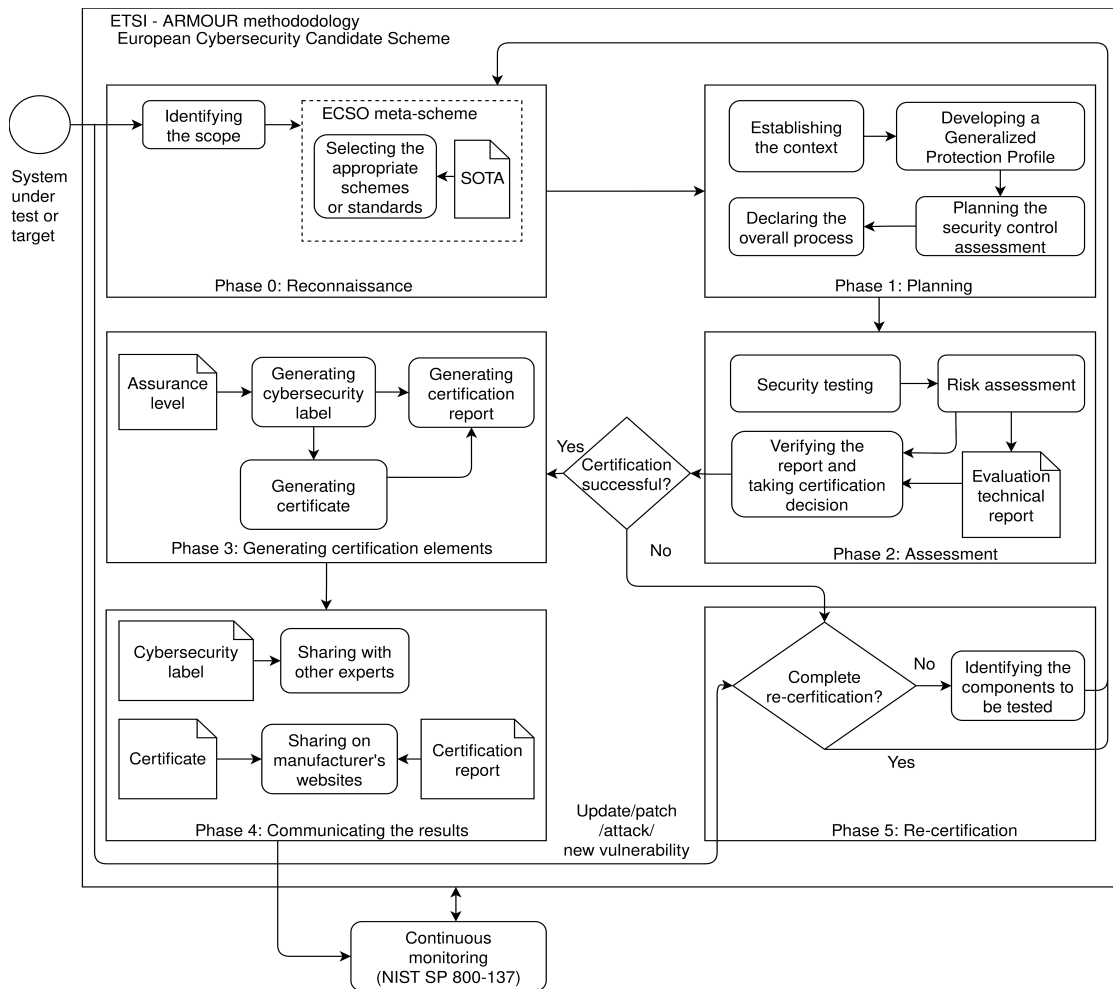 ETSI - ARMOUR methododology
European Cybersecurity Candidate Scheme
System
under
test or
target
Identifying
the scope
ECSO meta-scheme
Selecting the
appropriate
schemes
or standards
SOTA
Phase 0: Reconnaissance
Establishing
the context
Developing a
Generalized
Protection Profile
Declaring the
overall process
Planning the
security control
assessment
Phase 1: Planning
Assurance
level
Generating
cybersecurity
label
Generating
certification
report
Generating
certificate
Phase 3: Generating certification elements
Yes
Certification
successful?
No
Security testing
Risk assessment
Verifying the
report and
taking certification
decision
Evaluation
technical
report
Phase 2: Assessment
Cybersecurity
label
Sharing with
other experts
Certificate
Sharing on
manufacturer's
websites
Certification
report
Phase 4: Communicating the results
Complete
re-cerfitication?
No
Identifying the
components to
be tested
Yes
Phase 5: Re-certification
Update/patch
/attack/
new vulnerability
Continuous
monitoring
(NIST SP 800-137)